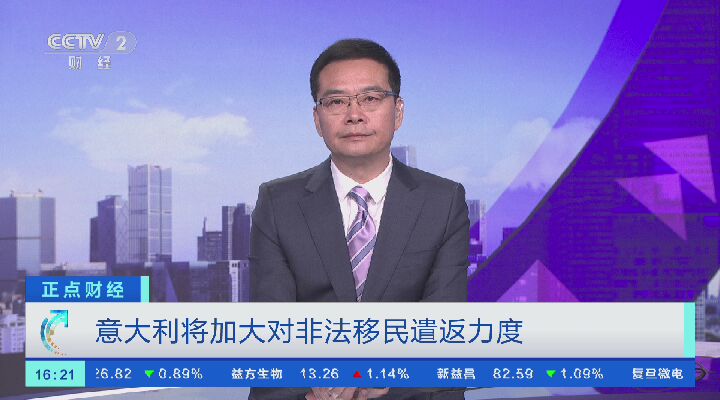 CCTV 2
财经
正点财经
意大利将加大对非法移民遣返力度
16:21 26.82 ▼ 0.89% 益方生物 13.26 ▲ 1.14% 新益昌 82.59 ▼ 1.09% 复旦微电